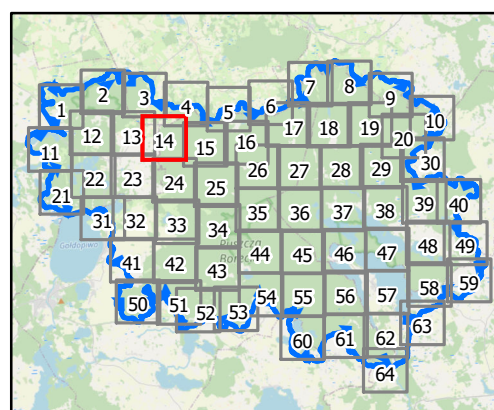 1 2 3 4 5 6 7 8 9 10
11 12 13 14 15 16 17 18 19 20
21 22 23 24 25 26 27 28 29 30
31 32 33 34 35 36 37 38 39 40
Gołdopiwo
Puszcza
Borecka
41 42 43 44 45 46 47 48 49
50 51 52 53 54 55 56 57 58 59
60 61 62 63
64